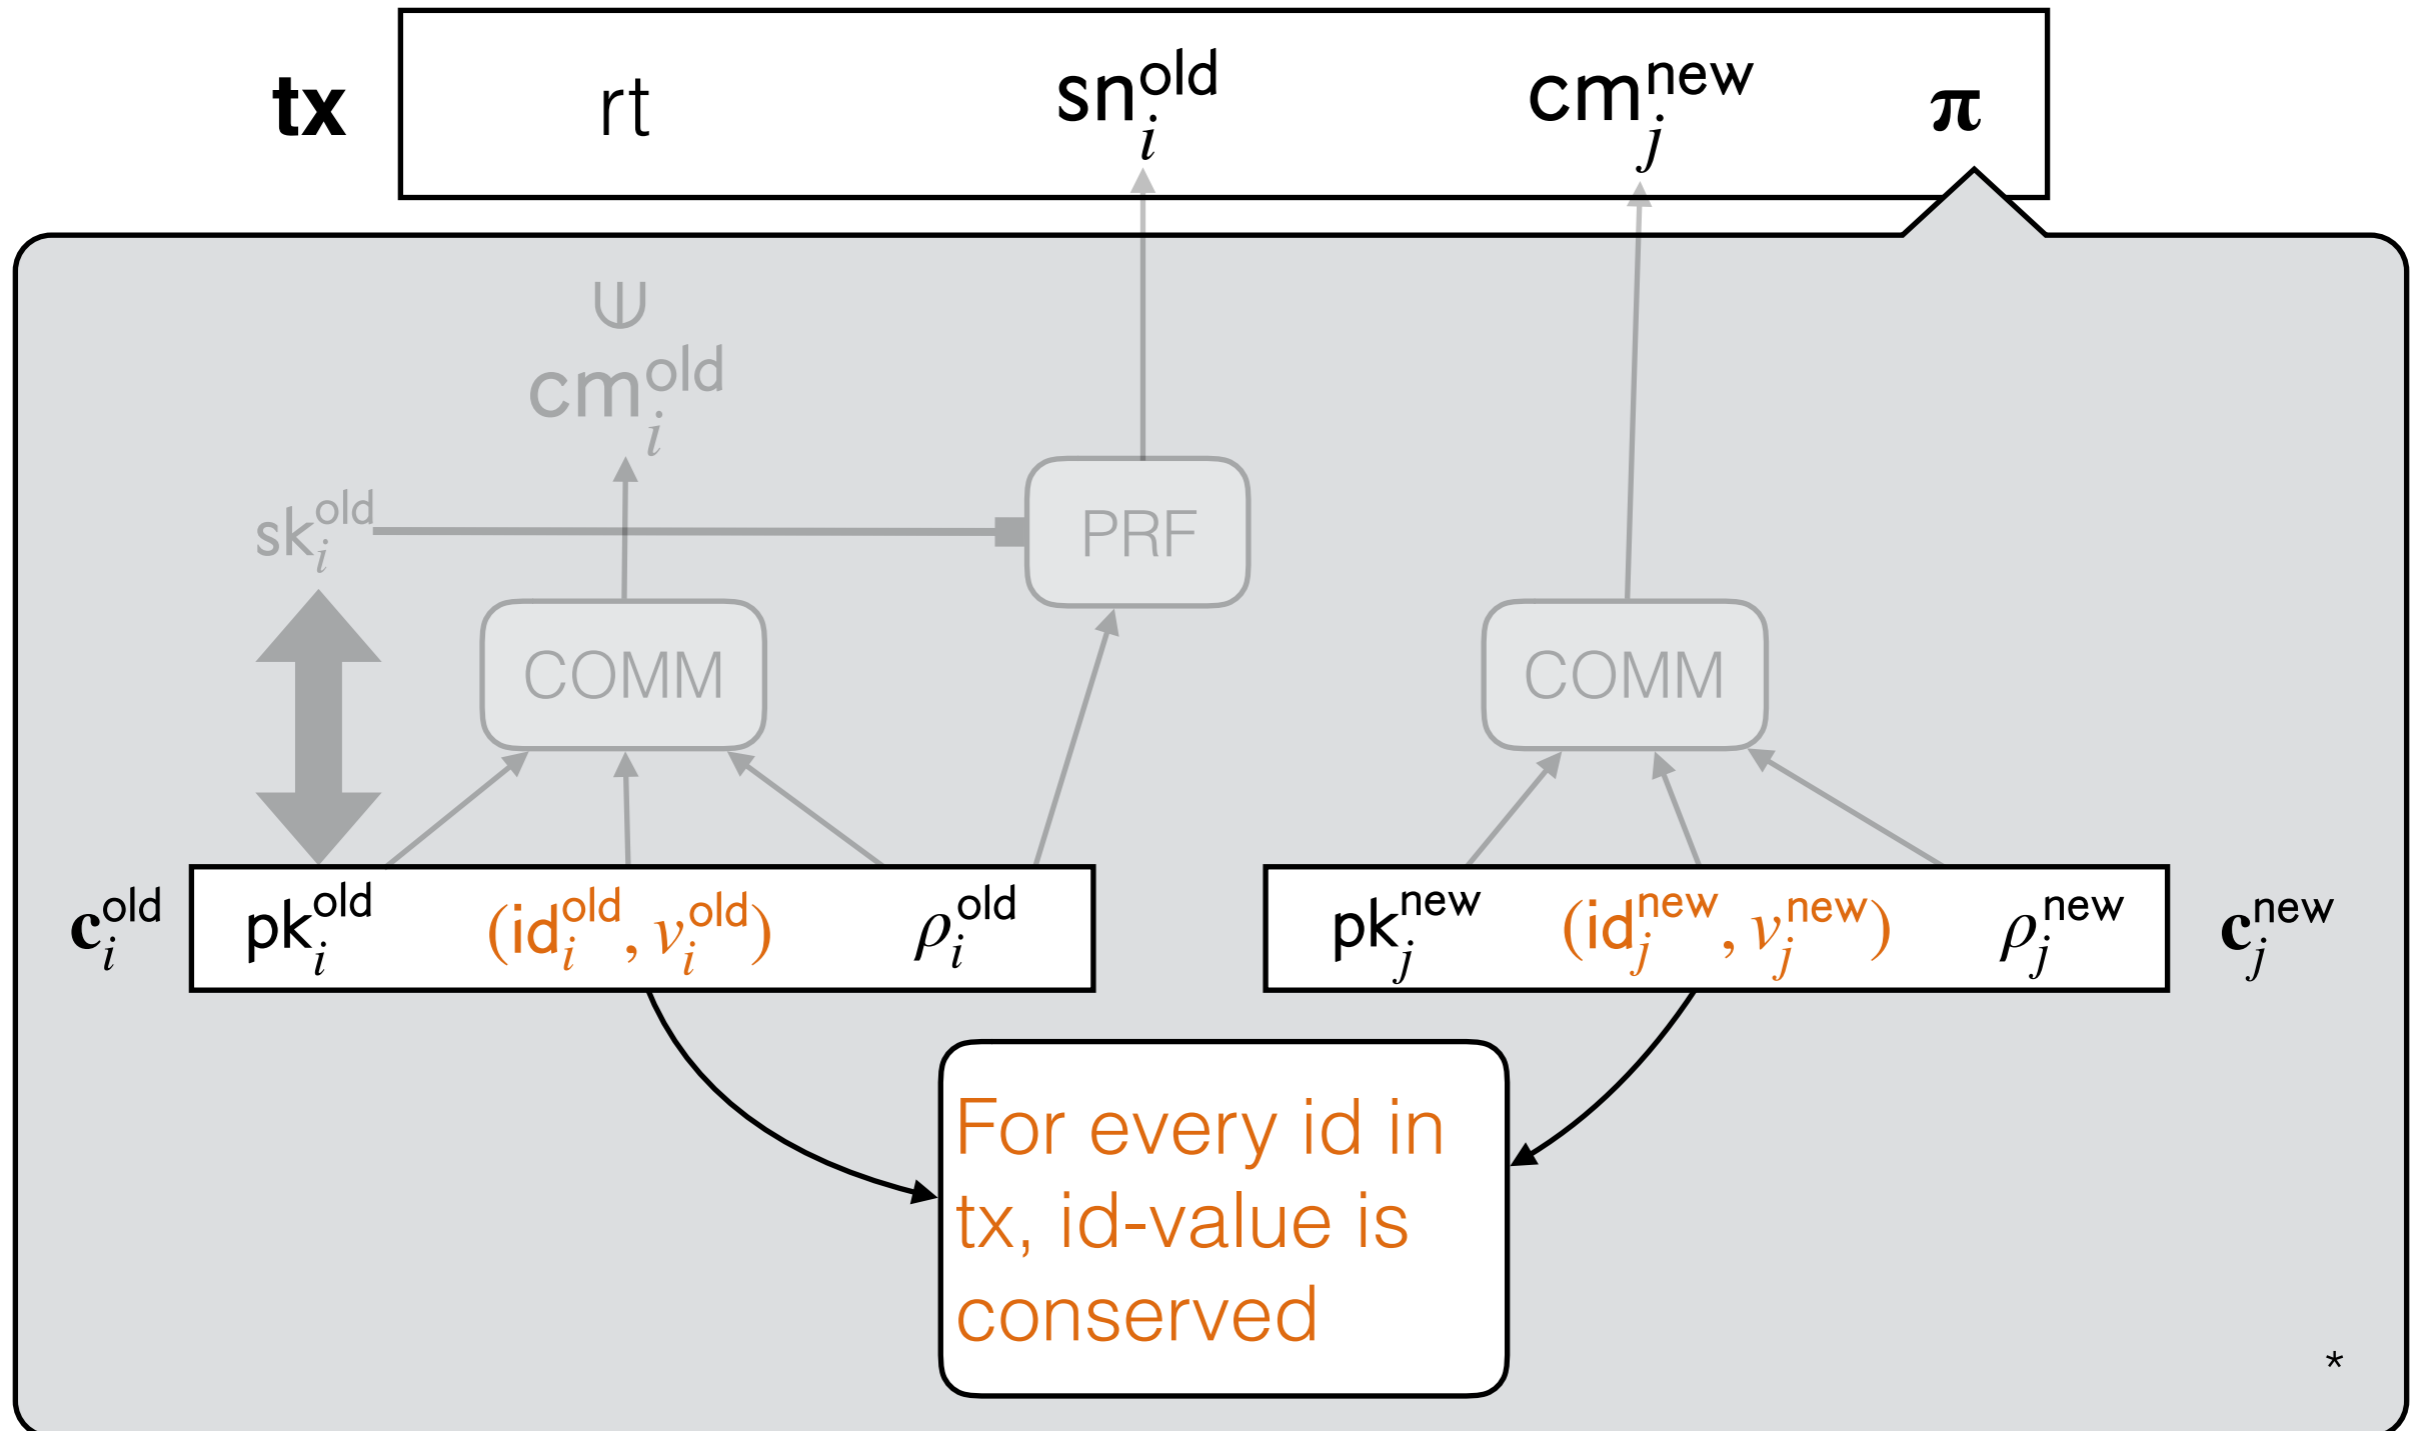 tx rt sn_i^old cm_j^new π
∈
cm_i^old
sk_i^old PRF
COMM COMM
c_i^old pk_i^old (id_i^old, v_i^old) ρ_i^old pk_j^new (id_j^new, v_j^new) ρ_j^new c_j^new
For every id in
tx, id-value is
conserved
*